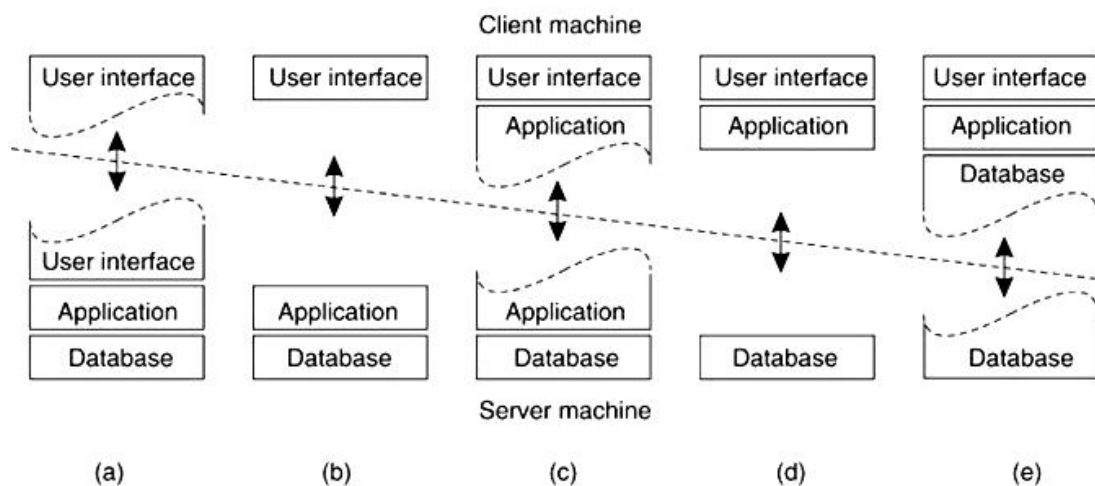 Client machine
User interface
User interface
User interface
User interface
User interface
Application
Application
Application
Database
User interface
Application
Application
Application
Database
Database
Database
Database
Database
Server machine
(a)
(b)
(c)
(d)
(e)